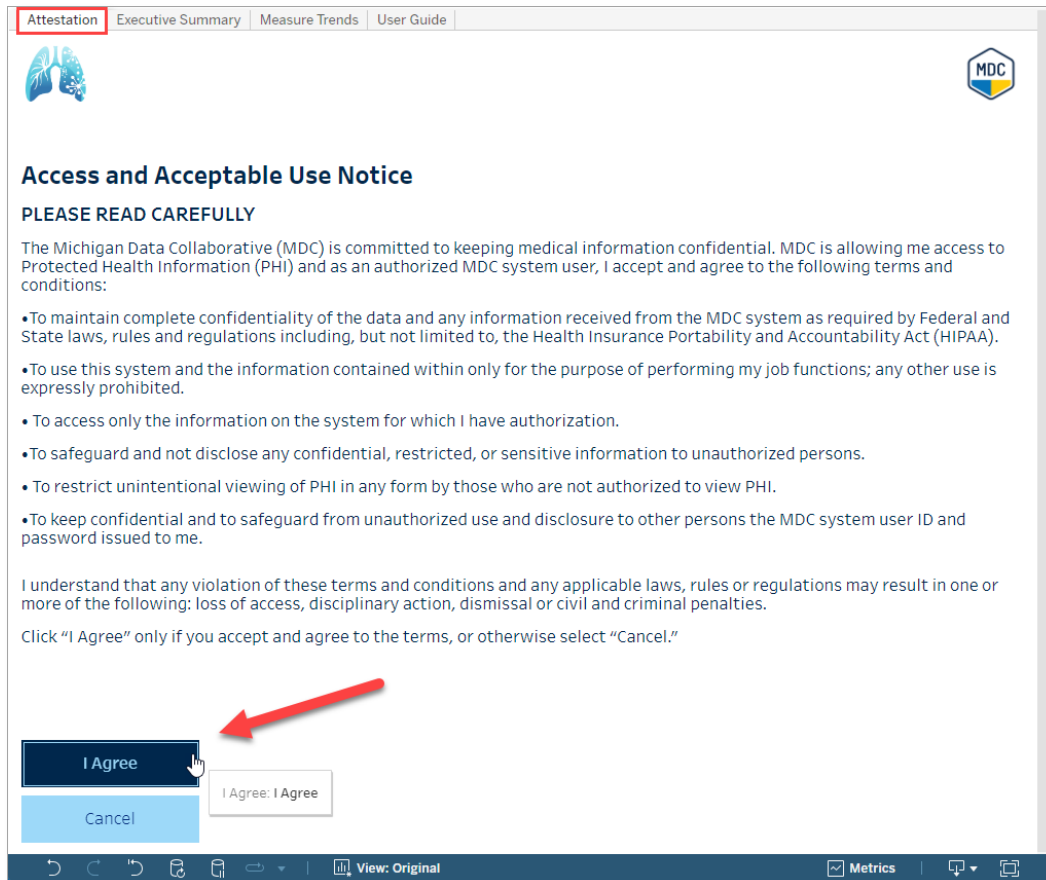 Attestation Executive Summary Measure Trends User Guide
MDC
Access and Acceptable Use Notice
PLEASE READ CAREFULLY
The Michigan Data Collaborative (MDC) is committed to keeping medical information confidential. MDC is allowing me access to
Protected Health Information (PHI) and as an authorized MDC system user, I accept and agree to the following terms and
conditions:
•To maintain complete confidentiality of the data and any information received from the MDC system as required by Federal and
State laws, rules and regulations including, but not limited to, the Health Insurance Portability and Accountability Act (HIPAA).
•To use this system and the information contained within only for the purpose of performing my job functions; any other use is
expressly prohibited.
• To access only the information on the system for which I have authorization.
•To safeguard and not disclose any confidential, restricted, or sensitive information to unauthorized persons.
• To restrict unintentional viewing of PHI in any form by those who are not authorized to view PHI.
•To keep confidential and to safeguard from unauthorized use and disclosure to other persons the MDC system user ID and
password issued to me.
I understand that any violation of these terms and conditions and any applicable laws, rules or regulations may result in one or
more of the following: loss of access, disciplinary action, dismissal or civil and criminal penalties.
Click “I Agree” only if you accept and agree to the terms, or otherwise select “Cancel.”
I Agree
I Agree: I Agree
Cancel
View: Original Metrics